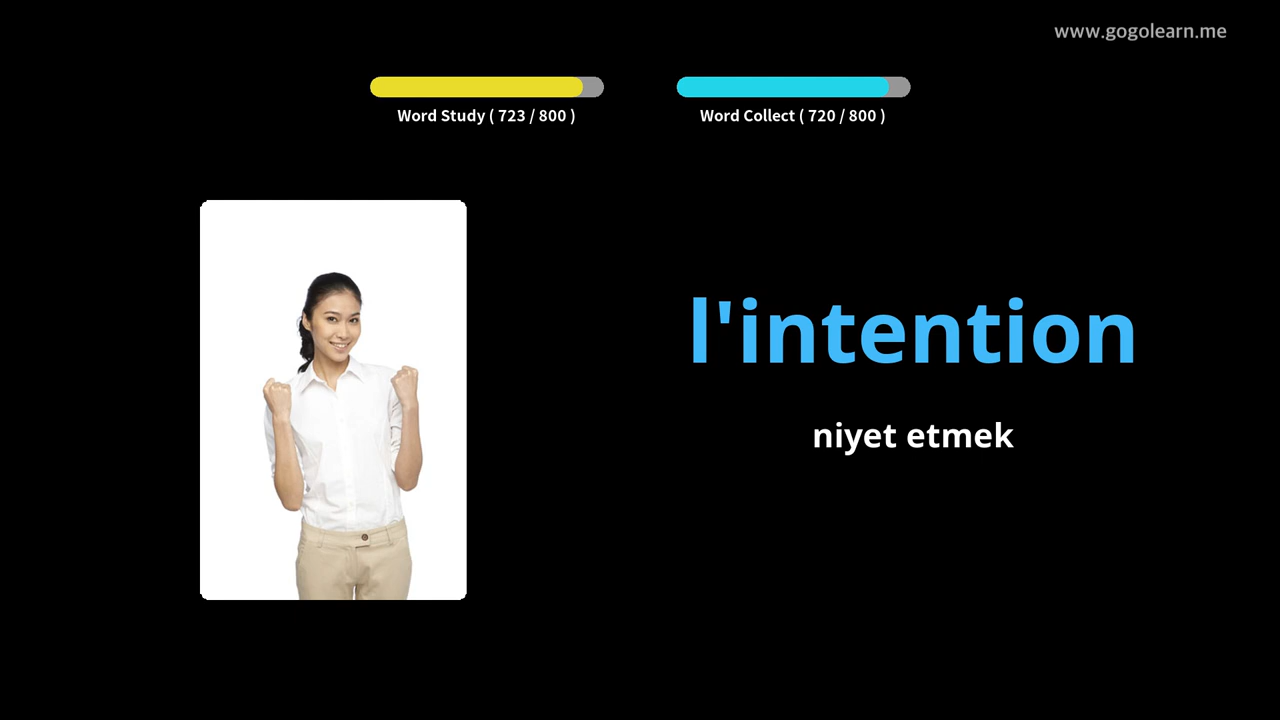 www.gogolearn.me
Word Study ( 723 / 800 )
Word Collect ( 720 / 800 )
l'intention
niyet etmek